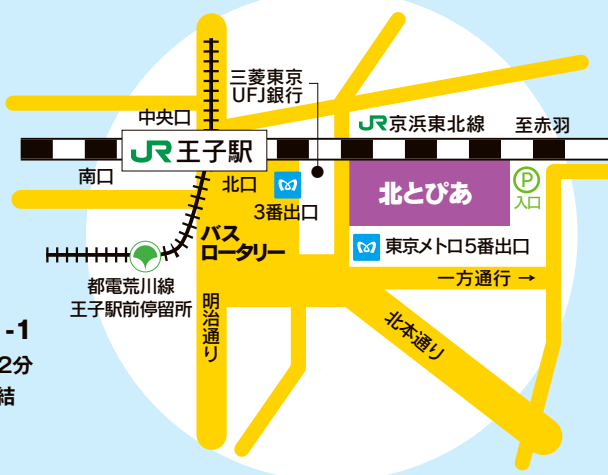 三菱東京
UFJ銀行
中央口
JR京浜東北線
至赤羽
JR王子駅
南口
北口
3番出口
北とぴあ
P
入口
バス
ロータリー
東京メトロ5番出口
都電荒川線
王子駅前停留所
一方通行 →
明治通り
北本通り
-1
2分
結